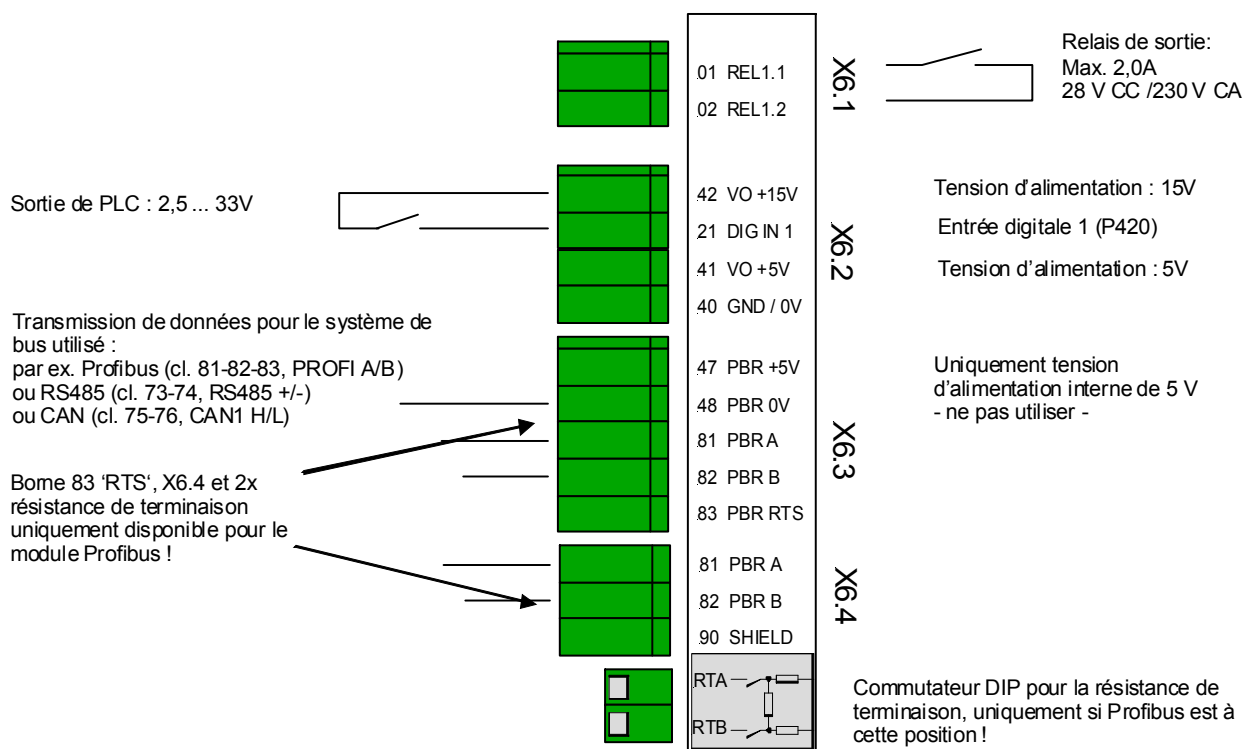 01 REL1.1
02 REL1.2
X6.1
Relais de sortie:
Max. 2,0A
28 V CC /230 V CA
Sortie de PLC : 2,5 ... 33V
42 VO +15V
21 DIG IN 1
41 VO +5V
40 GND / 0V
X6.2
Tension d'alimentation : 15V
Entrée digitale 1 (P420)
Tension d'alimentation : 5V
Transmission de données pour le système de
bus utilisé :
par ex. Profibus (cl. 81-82-83, PROFI A/B)
ou RS485 (cl. 73-74, RS485 +/-)
ou CAN (cl. 75-76, CAN1 H/L)
47 PBR +5V
48 PBR 0V
81 PBR A
82 PBR B
83 PBR RTS
X6.3
Uniquement tension
d'alimentation interne de 5 V
- ne pas utiliser -
Borne 83 ‘RTS‘, X6.4 et 2x
résistance de terminaison
uniquement disponible pour le
module Profibus !
81 PBR A
82 PBR B
90 SHIELD
X6.4
RTA
RTB
Commutateur DIP pour la résistance de
terminaison, uniquement si Profibus est à
cette position !